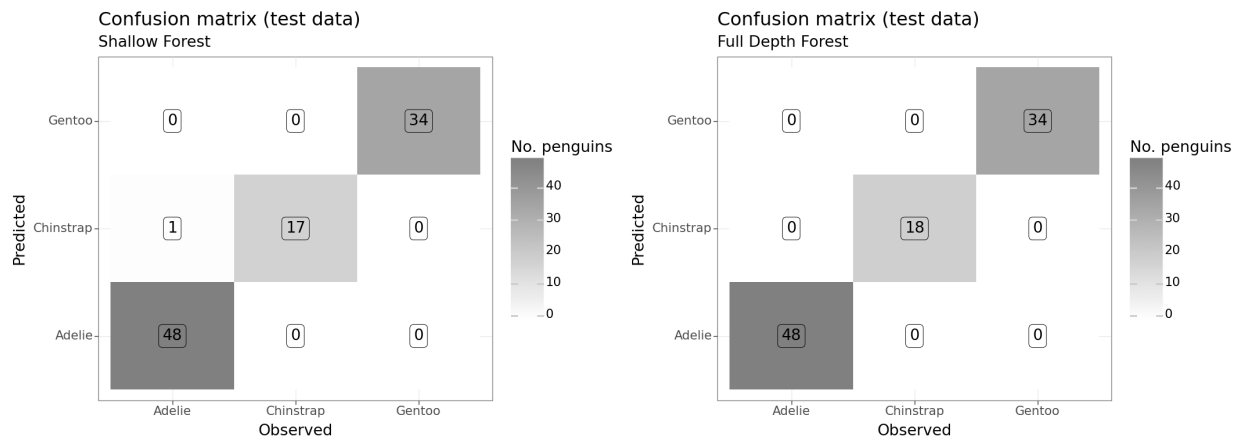 Confusion matrix (test data)
Shallow Forest
No. penguins
40
30
20
10
0
Predicted
Gentoo
0
0
34
Chinstrap
1
17
0
Adelie
48
0
0
Adelie
Chinstrap
Gentoo
Observed
Confusion matrix (test data)
Full Depth Forest
No. penguins
40
30
20
10
0
Predicted
Gentoo
0
0
34
Chinstrap
0
18
0
Adelie
48
0
0
Adelie
Chinstrap
Gentoo
Observed